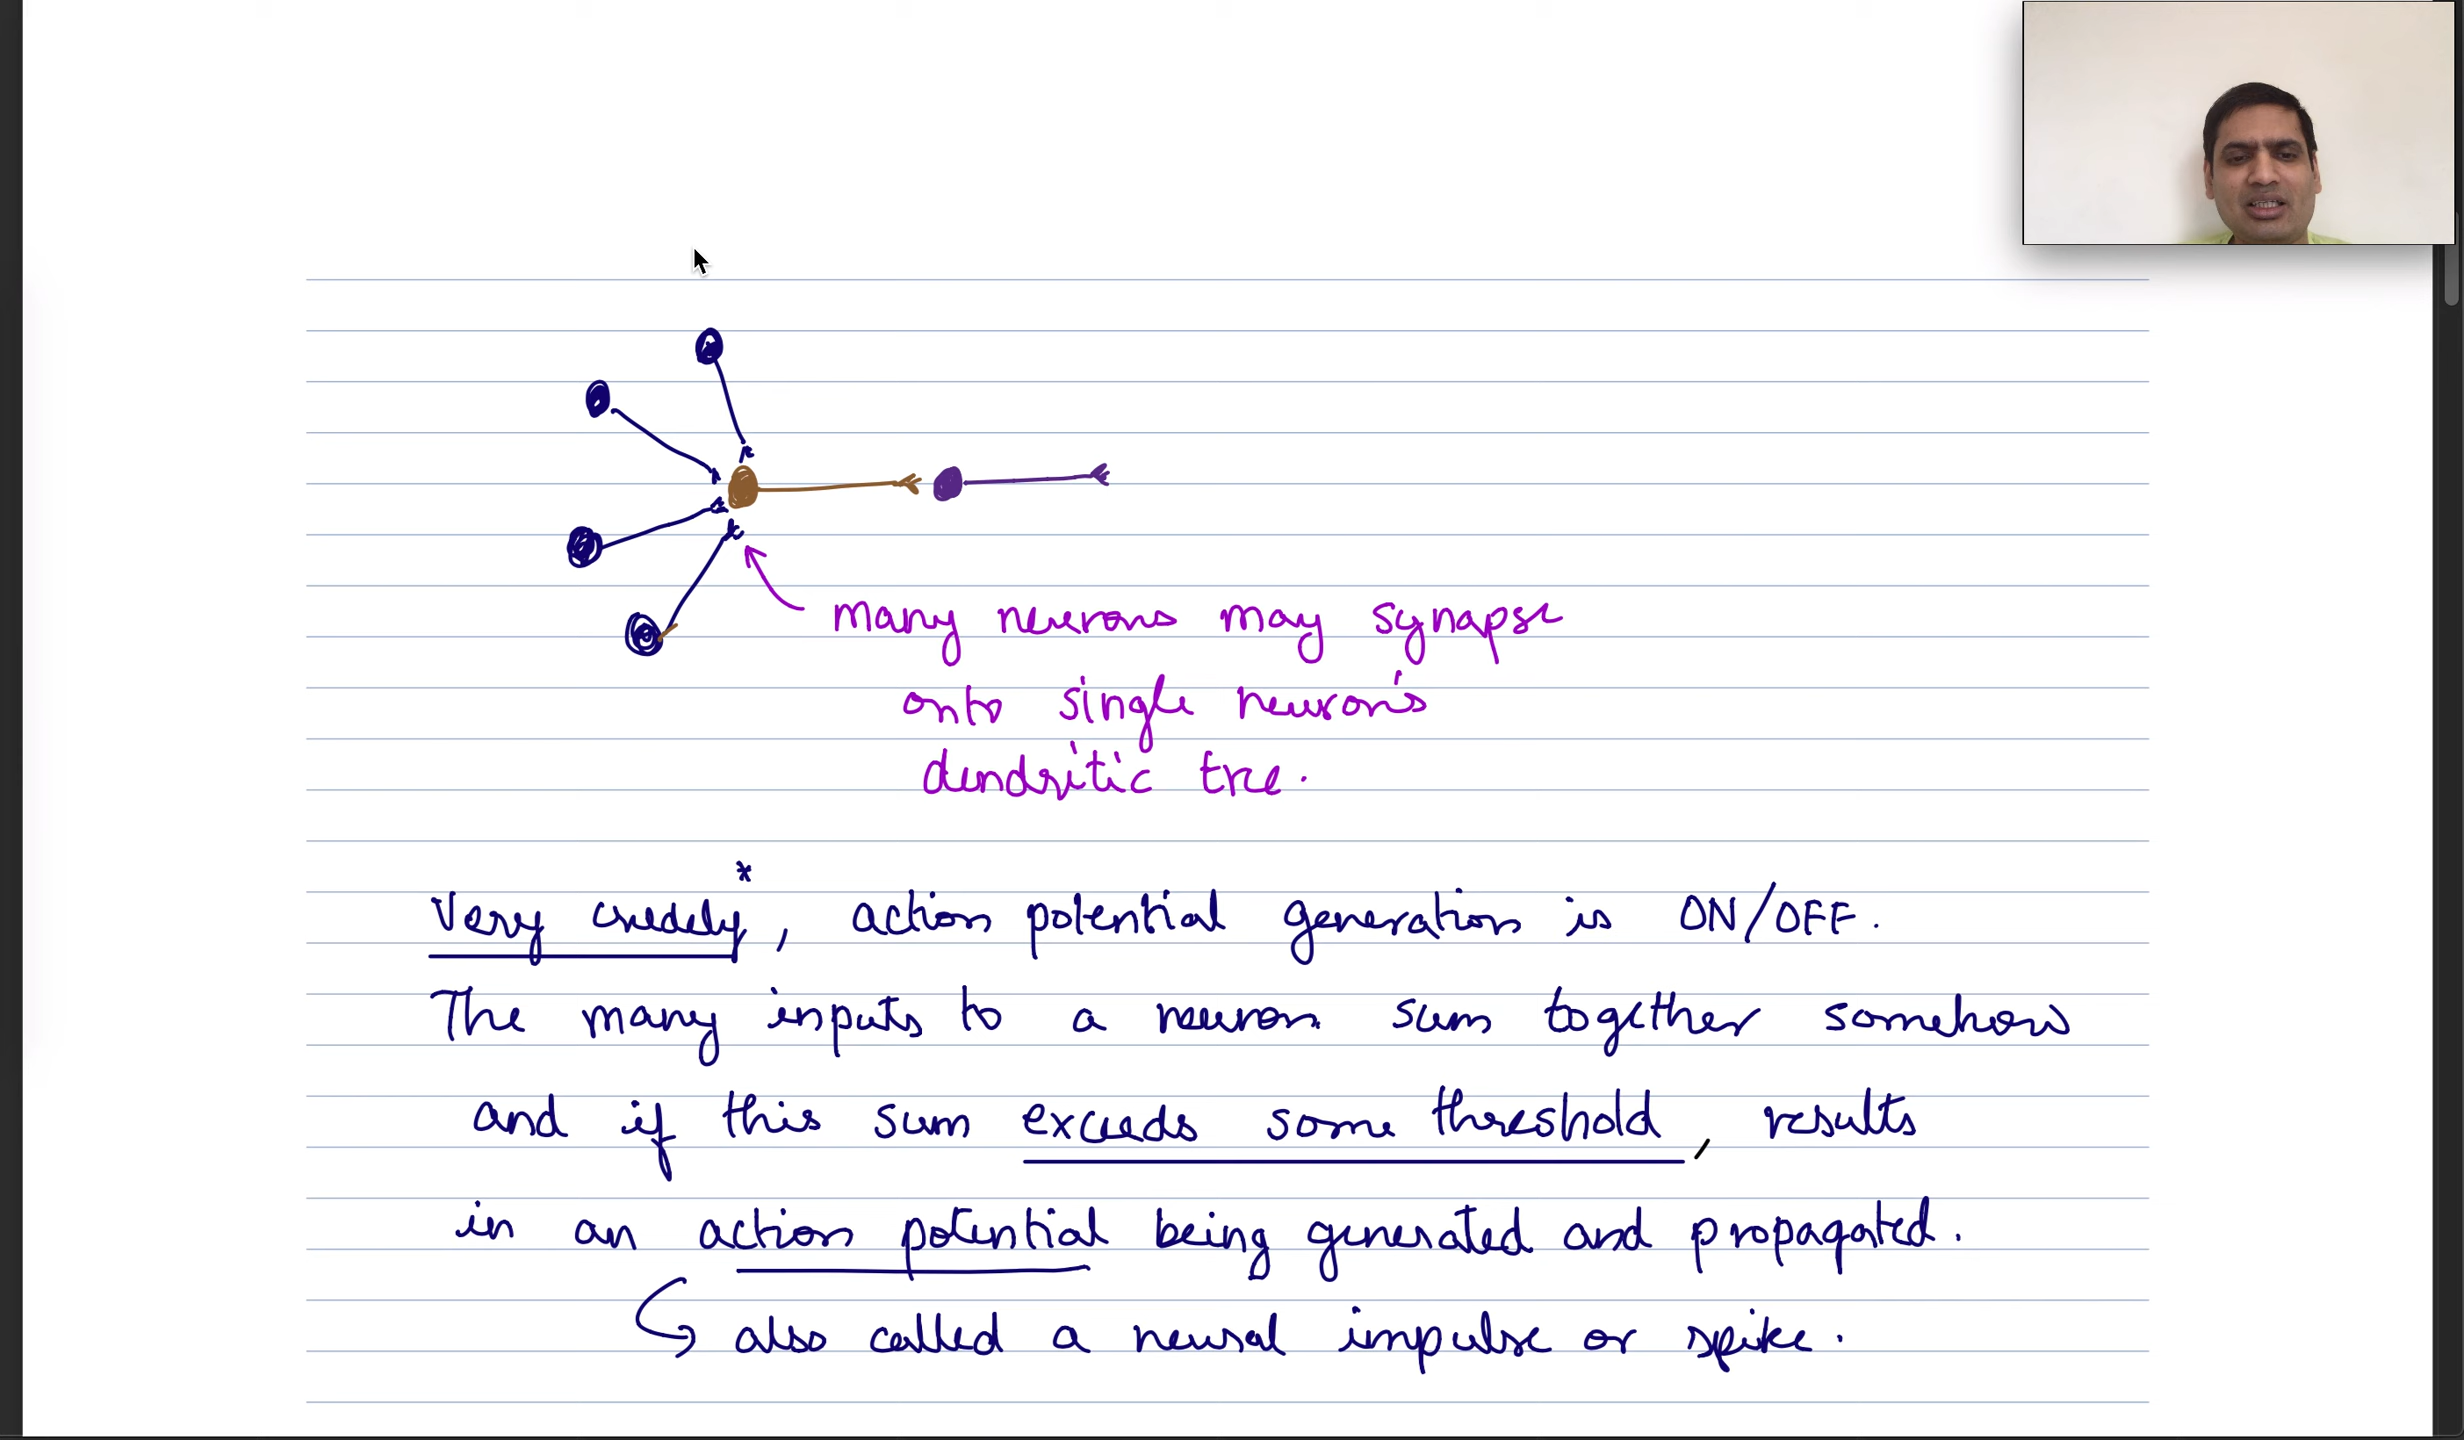 many neurons may synapse
onto single neuron's
dendritic tree.
Very crudely*, action potential generation is ON/OFF.
The many inputs to a neuron sum together somehow
and if this sum exceeds some threshold, results
in an action potential being generated and propagated.
also called a neural impulse or spike.